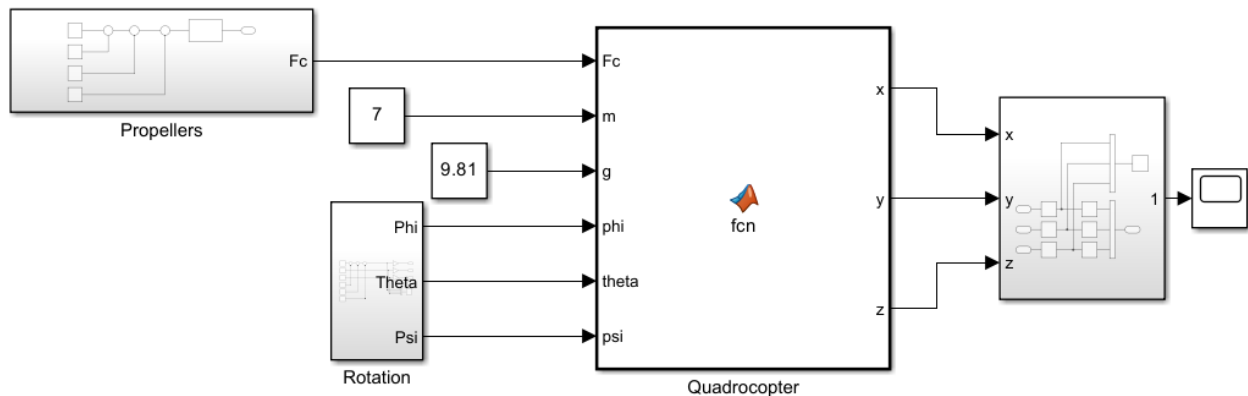 Fc
Propellers
7
9.81
Phi
Theta
Psi
Rotation
Fc
m
g
phi
theta
psi
fcn
x
y
z
Quadrocopter
x
y
z
1